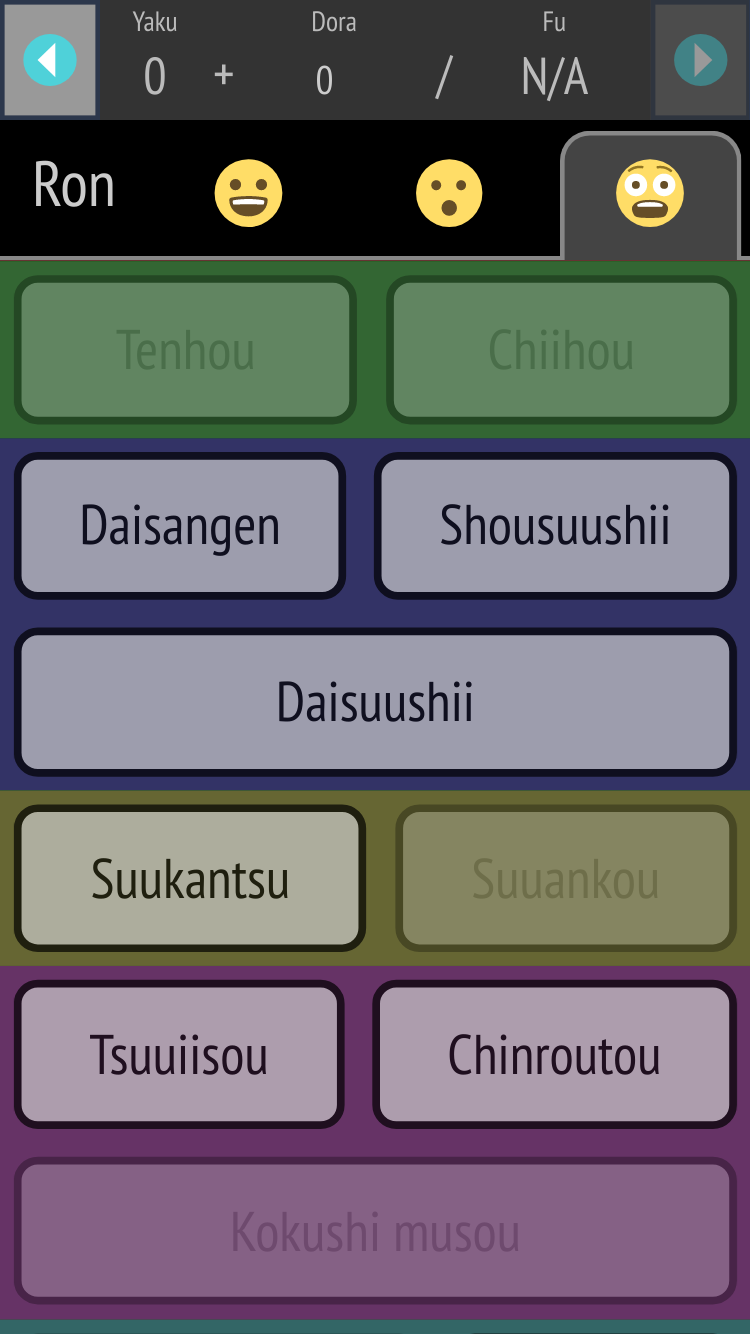 Yaku Dora Fu
0 + 0 / N/A
Ron
Tenhou Chiihou
Daisangen Shousuushii
Daisuushii
Suukantsu Suuankou
Tsuuiisou Chinroutou
Kokushi musou